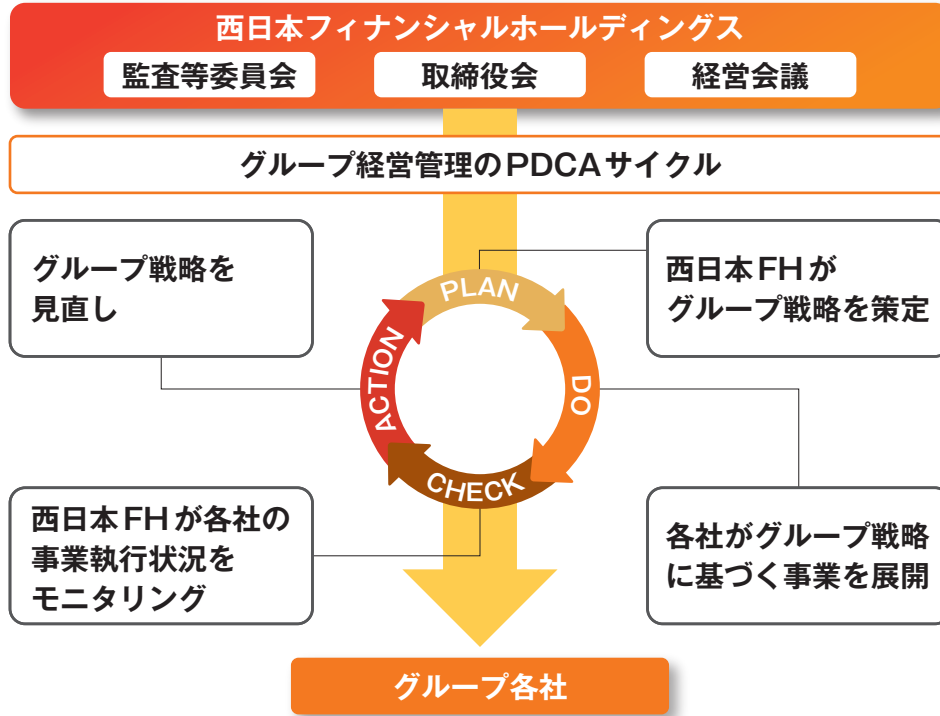 西日本フィナンシャルホールディングス
監査等委員会
取締役会
経営会議
グループ経営管理のPDCAサイクル
グループ戦略を
見直し
西日本FHが
グループ戦略を策定
PLAN
DO
CHECK
ACTION
西日本FHが各社の
事業執行状況を
モニタリング
各社がグループ戦略
に基づく事業を展開
グループ各社